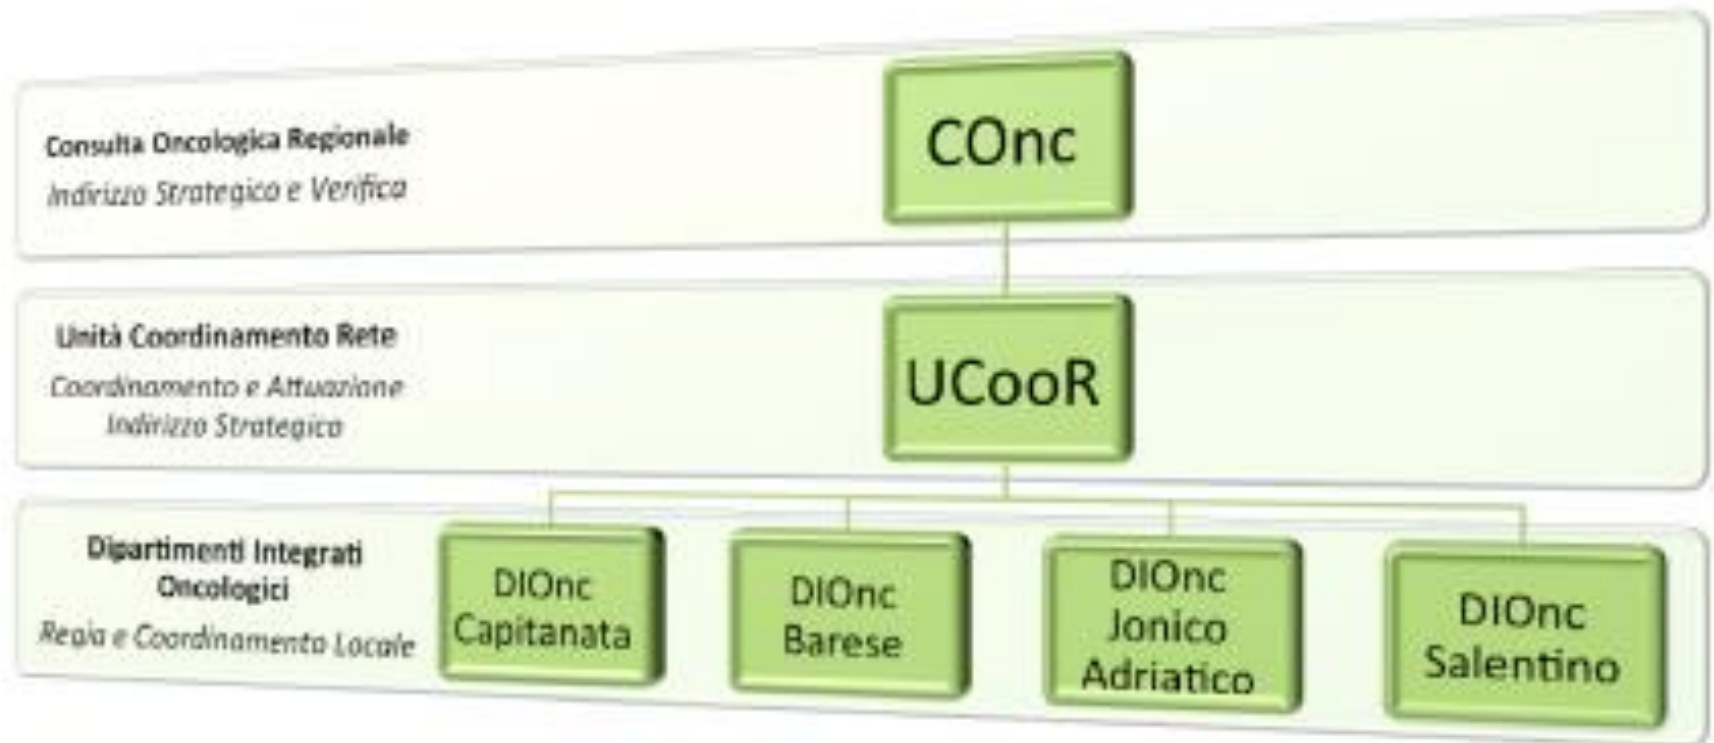 Consulta Oncologica Regionale
Indirizzo Strategico e Verifica
COnc
Unità Coordinamento Rete
Coordinamento e Attuazione
Indirizzo Strategico
UCooR
Dipartimenti Integrati
Oncologici
Regia e Coordinamento Locale
DIOnc
Capitanata
DIOnc
Barese
DIOnc
Jonico
Adriatico
DIOnc
Salentino